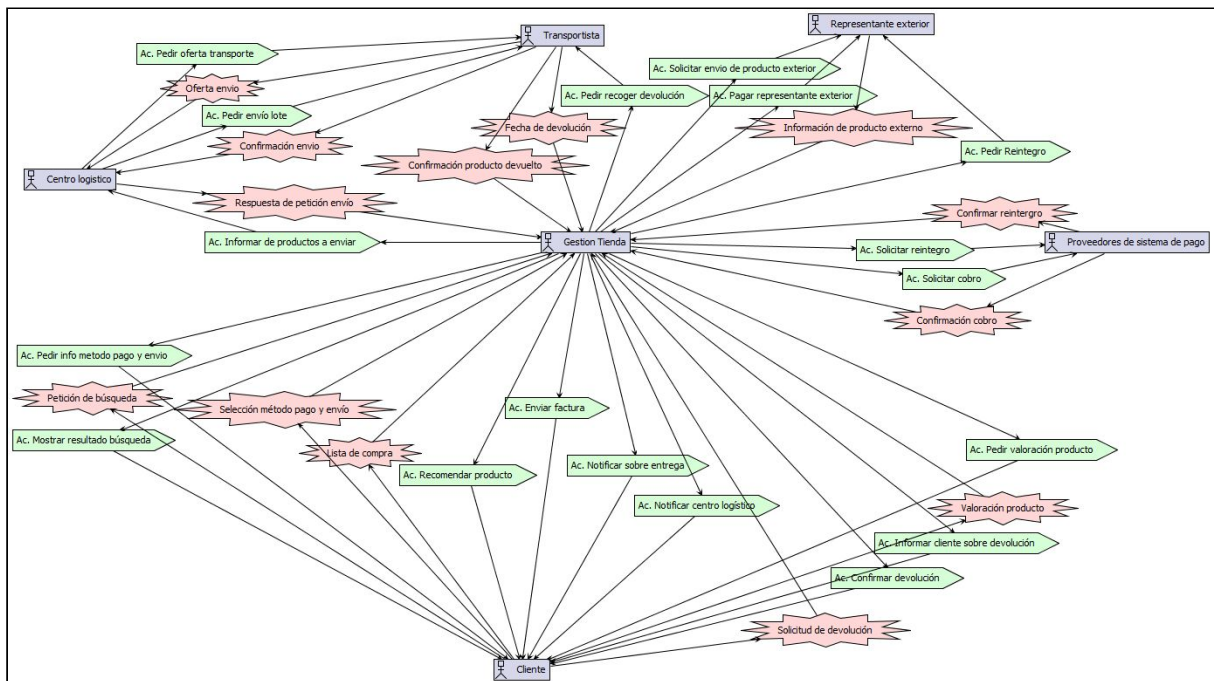 Transportista
Representante exterior
Ac. Pedir oferta transporte
Ac. Solicitar envio de producto exterior
Oferta envio
Ac. Pedir recoger devolución
Ac. Pagar representante exterior
Ac. Pedir envío lote
Fecha de devolución
Información de producto externo
Confirmación envio
Ac. Pedir Reintegro
Confirmación producto devuelto
Centro logistico
Respuesta de petición envío
Confirmar reintergro
Ac. Informar de productos a enviar
Gestion Tienda
Ac. Solicitar reintegro
Proveedores de sistema de pago
Ac. Solicitar cobro
Confirmación cobro
Ac. Pedir info metodo pago y envio
Petición de búsqueda
Selección método pago y envío
Ac. Enviar factura
Ac. Mostrar resultado búsqueda
Lista de compra
Ac. Pedir valoración producto
Ac. Recomendar producto
Ac. Notificar sobre entrega
Ac. Notificar centro logístico
Valoración producto
Ac. Informar cliente sobre devolución
Ac. Confirmar devolución
Solicitud de devolución
Cliente